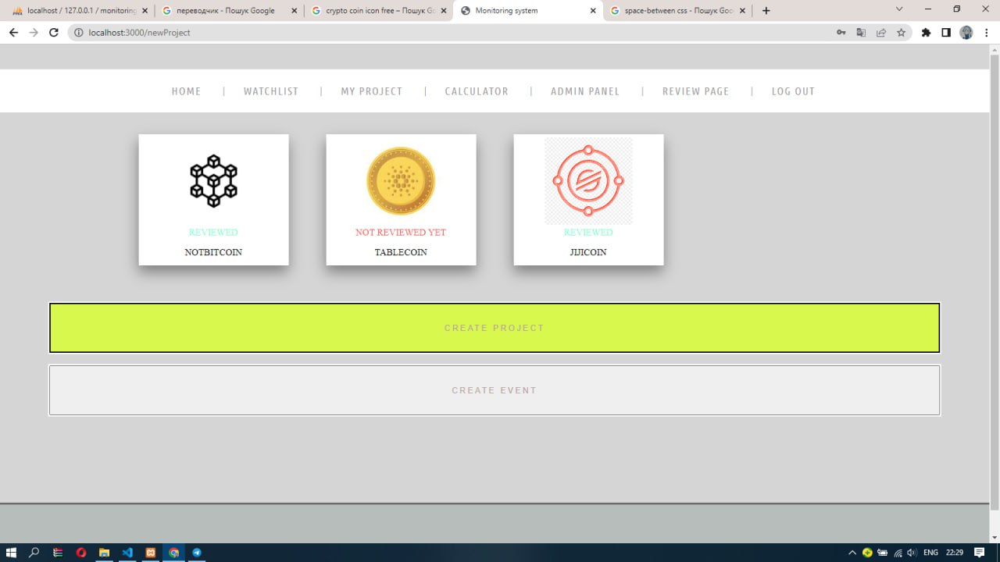 localhost / 127.0.0.1 / monitoring
переводчик - Пошук Google
crypto coin icon free – Пошук Go
Monitoring system
space-between css - Пошук Goo
localhost:3000/newProject
HOME | WATCHLIST | MY PROJECT | CALCULATOR | ADMIN PANEL | REVIEW PAGE | LOG OUT
REVIEWED
NOTBITCOIN
NOT REVIEWED YET
TABLECOIN
REVIEWED
JIJICOIN
CREATE PROJECT
CREATE EVENT
ENG 22:29